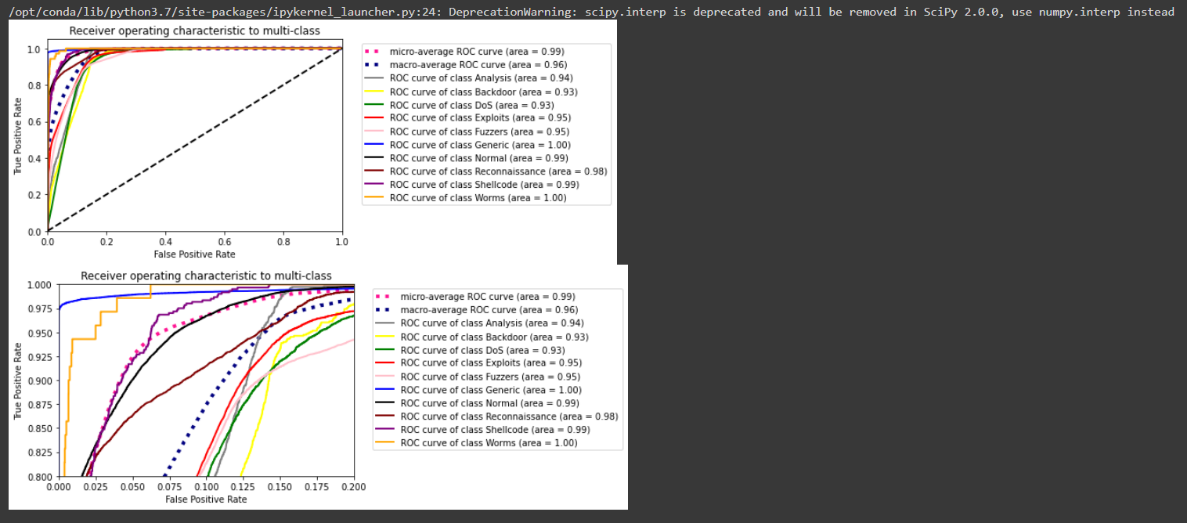 /opt/conda/lib/python3.7/site-packages/ipykernel_launcher.py:24: DeprecationWarning: scipy.interp is deprecated and will be removed in SciPy 2.0.0, use numpy.interp instead
Receiver operating characteristic to multi-class
1.0
0.8
0.6
0.4
0.2
0.0
True Positive Rate
0.0 0.2 0.4 0.6 0.8 1.0
False Positive Rate
micro-average ROC curve (area = 0.99)
macro-average ROC curve (area = 0.96)
ROC curve of class Analysis (area = 0.94)
ROC curve of class Backdoor (area = 0.93)
ROC curve of class DoS (area = 0.93)
ROC curve of class Exploits (area = 0.95)
ROC curve of class Fuzzers (area = 0.95)
ROC curve of class Generic (area = 1.00)
ROC curve of class Normal (area = 0.99)
ROC curve of class Reconnaissance (area = 0.98)
ROC curve of class Shellcode (area = 0.99)
ROC curve of class Worms (area = 1.00)
Receiver operating characteristic to multi-class
1.000
0.975
0.950
0.925
0.900
0.875
0.850
0.825
0.800
True Positive Rate
0.000 0.025 0.050 0.075 0.100 0.125 0.150 0.175 0.200
False Positive Rate
micro-average ROC curve (area = 0.99)
macro-average ROC curve (area = 0.96)
ROC curve of class Analysis (area = 0.94)
ROC curve of class Backdoor (area = 0.93)
ROC curve of class DoS (area = 0.93)
ROC curve of class Exploits (area = 0.95)
ROC curve of class Fuzzers (area = 0.95)
ROC curve of class Generic (area = 1.00)
ROC curve of class Normal (area = 0.99)
ROC curve of class Reconnaissance (area = 0.98)
ROC curve of class Shellcode (area = 0.99)
ROC curve of class Worms (area = 1.00)